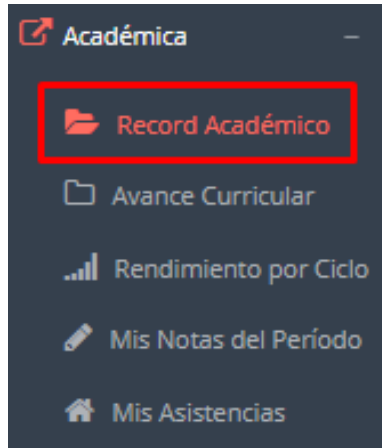 Académica
Record Académico
Avance Curricular
Rendimiento por Ciclo
Mis Notas del Período
Mis Asistencias